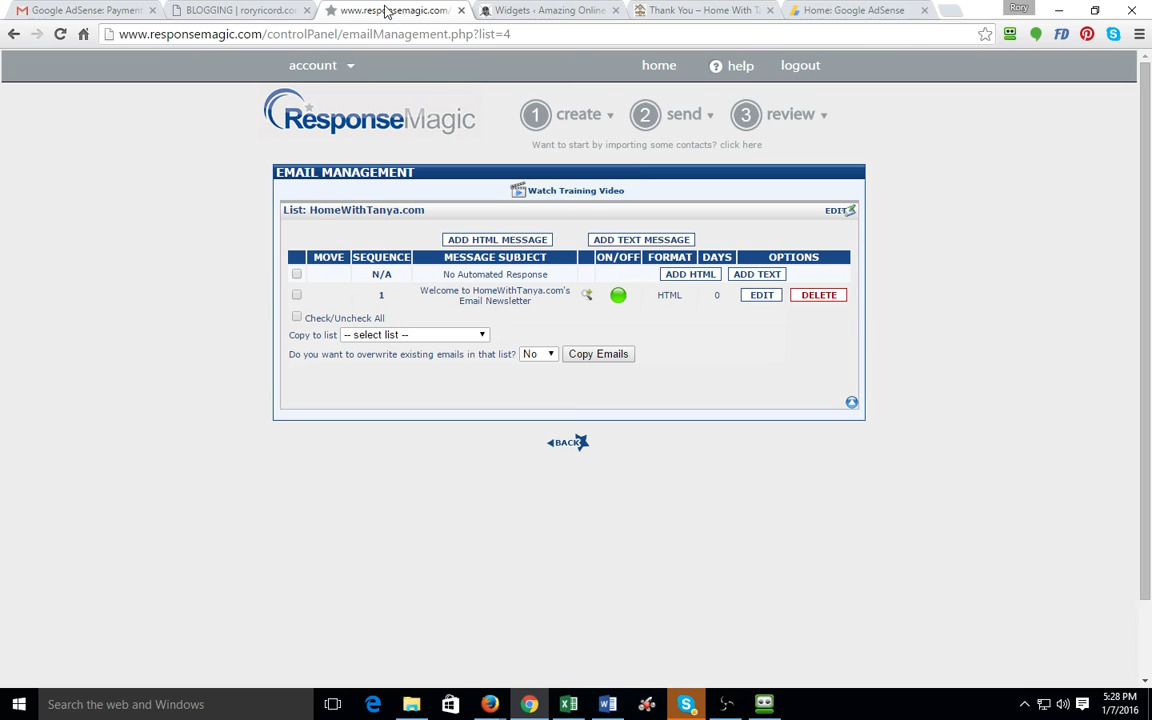 Google AdSense: Payment
BLOGGING | roryricord.com
www.responsemagic.com/
Widgets ‹ Amazing Online
Thank You – Home With T
Home: Google AdSense
Rory
www.responsemagic.com/controlPanel/emailManagement.php?list=4
account
home
help
logout
ResponseMagic
1 create
2 send
3 review
Want to start by importing some contacts? click here
EMAIL MANAGEMENT
Watch Training Video
List: HomeWithTanya.com
EDIT
ADD HTML MESSAGE
ADD TEXT MESSAGE
MOVE SEQUENCE MESSAGE SUBJECT ON/OFF FORMAT DAYS OPTIONS
N/A No Automated Response ADD HTML ADD TEXT
1 Welcome to HomeWithTanya.com's HTML 0 EDIT DELETE
Email Newsletter
Check/Uncheck All
Copy to list -- select list --
Do you want to overwrite existing emails in that list? No Copy Emails
BACK
Search the web and Windows
5:28 PM
1/7/2016